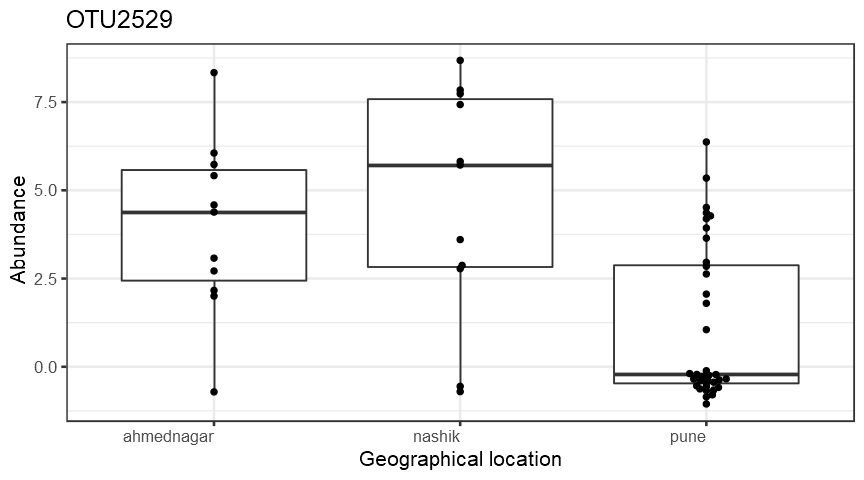 OTU2529
Abundance
7.5
5.0
2.5
0.0
ahmednagar nashik pune
Geographical location